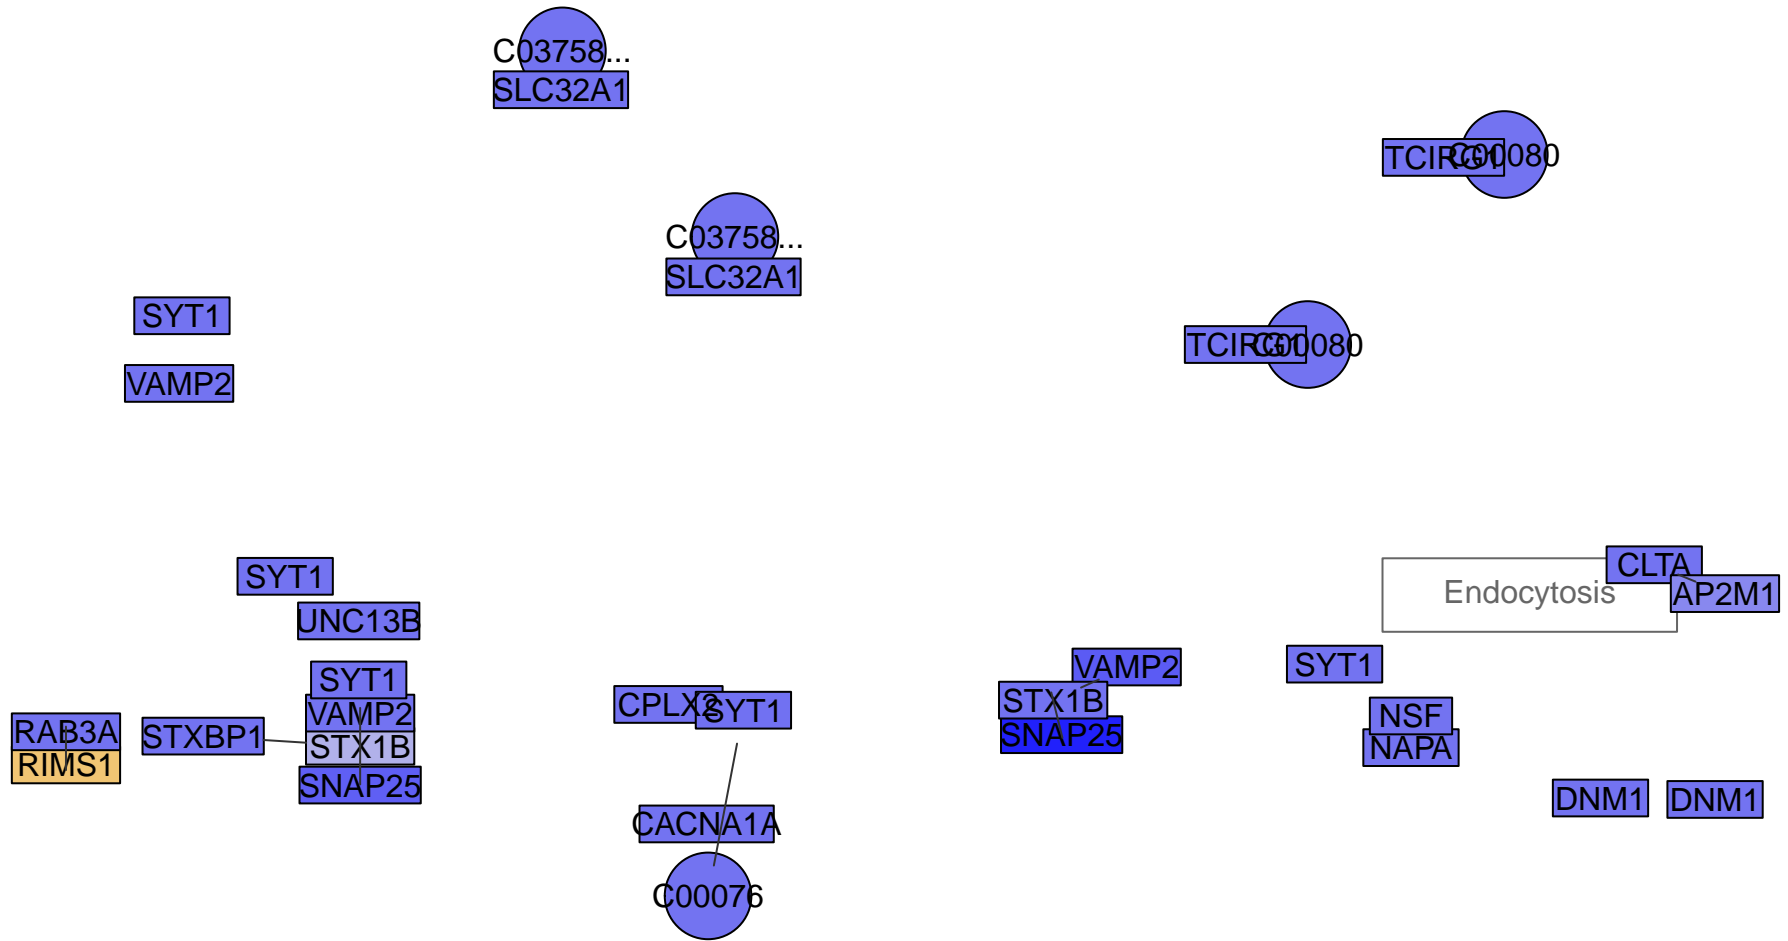 C03758...
SLC32A1
TCIRG1
C00080
C03758...
SLC32A1
SYT1
TCIRG1
C00080
VAMP2
SYT1
CLTA
Endocytosis
AP2M1
UNC13B
SYT1
VAMP2
SYT1
CPLX2
SYT1
STX1B
VAMP2
NSF
RAB3A
STXBP1
STX1B
SNAP25
NAPA
RIMS1
SNAP25
DNM1
DNM1
CACNA1A
C00076